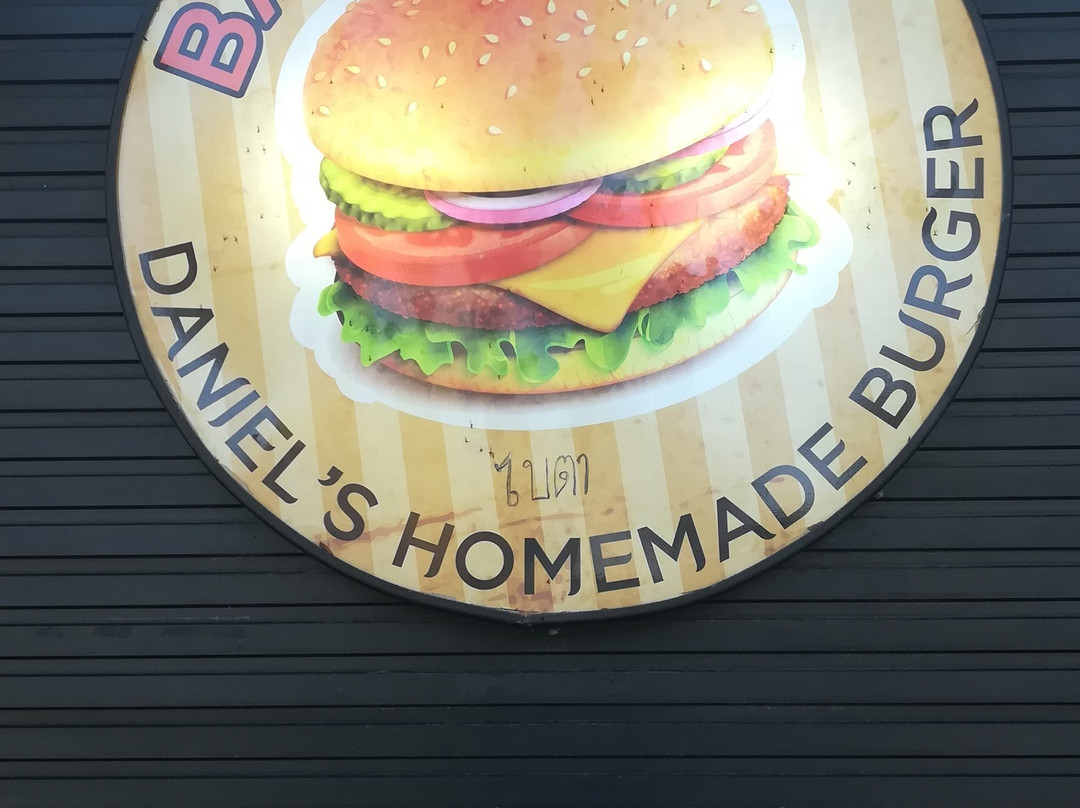 ไบตา
DANIEL'S HOMEMADE BURGER